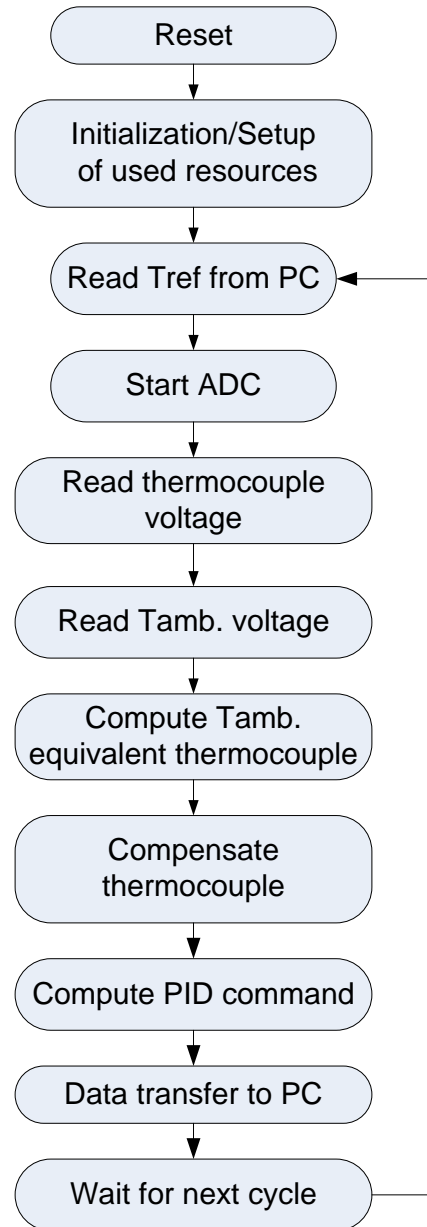 Reset
Initialization/Setup
of used resources
Read Tref from PC
Start ADC
Read thermocouple
voltage
Read Tamb. voltage
Compute Tamb.
equivalent thermocouple
Compensate
thermocouple
Compute PID command
Data transfer to PC
Wait for next cycle